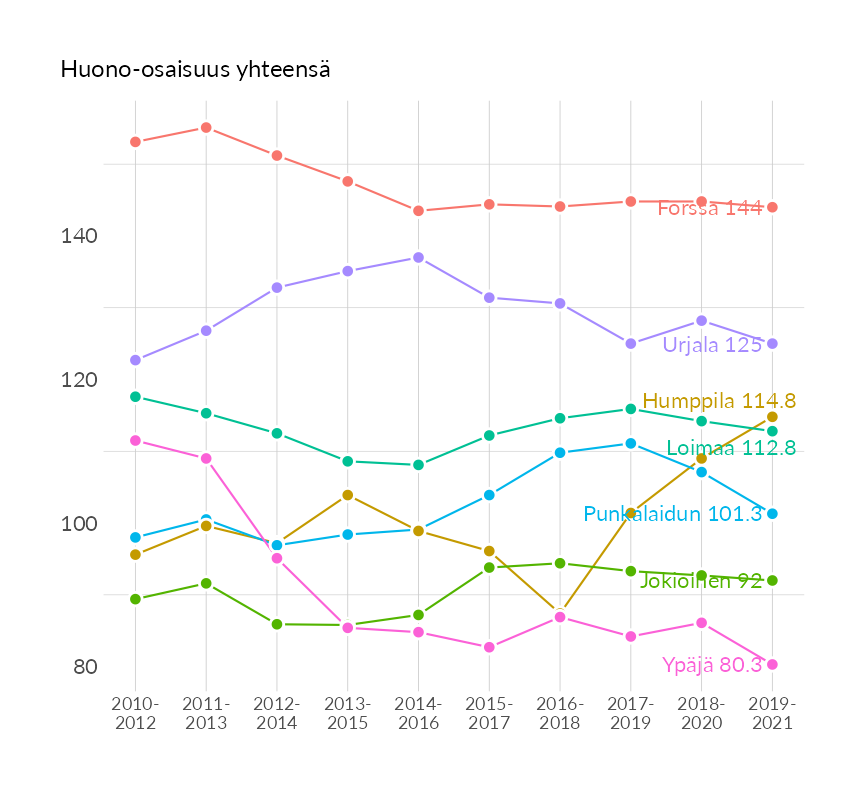 Huono-osaisuus yhteensä
Forssa 144
140
Urjala 125
120
Humppila 114.8
Loimaa 112.8
Punkalaidun 101.3
100
Jokioinen 92
Ypäjä 80.3
80
2010- 2011- 2012- 2013- 2014- 2015- 2016- 2017- 2018- 2019-
2012 2013 2014 2015 2016 2017 2018 2019 2020 2021